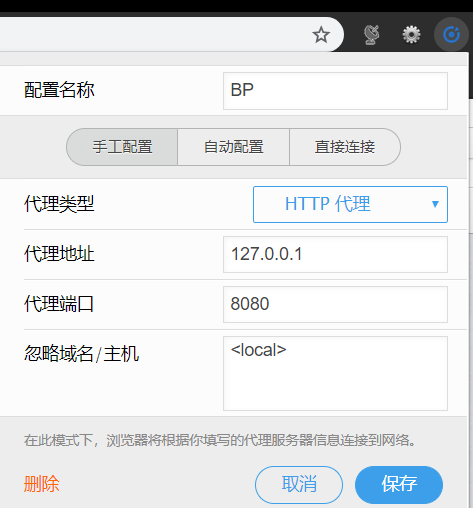 配置名称 BP
手工配置 自动配置 直接连接
代理类型 HTTP 代理
代理地址 127.0.0.1
代理端口 8080
忽略域名/主机 <local>
在此模式下，浏览器将根据你填写的代理服务器信息连接到网络。
删除 取消 保存